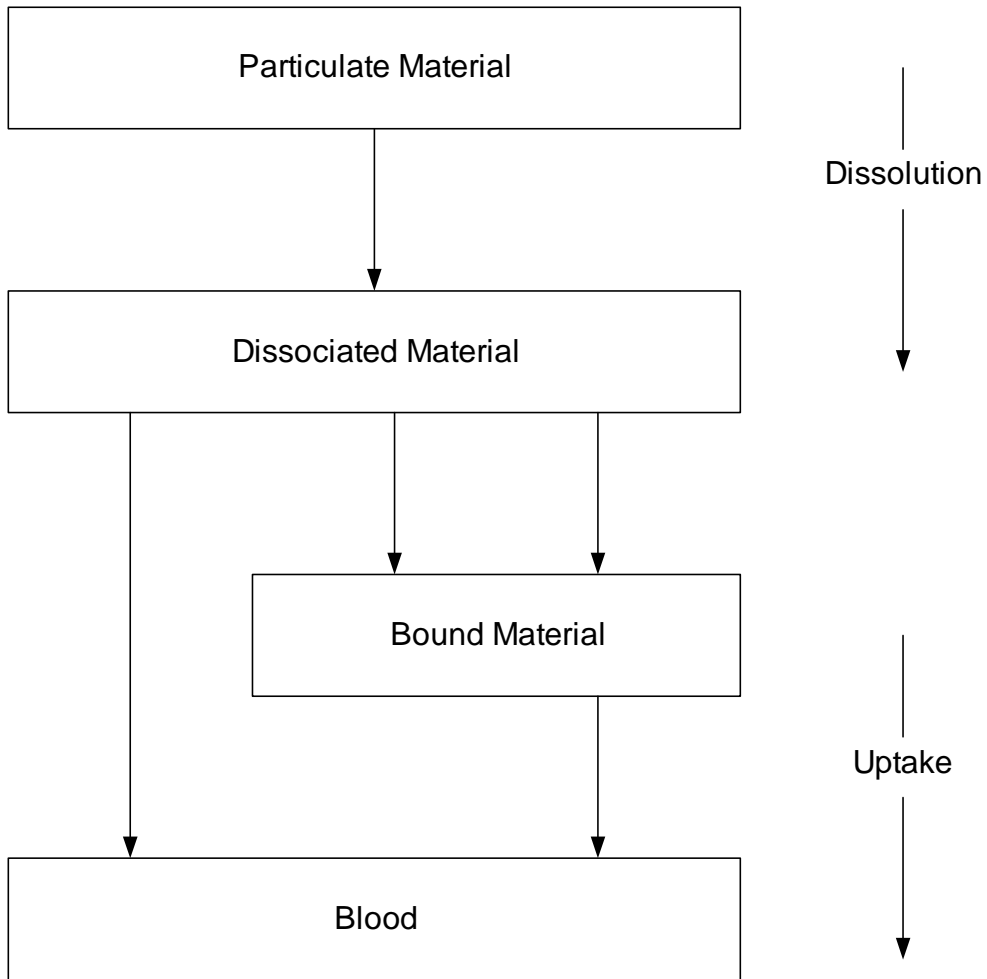 Particulate Material
Dissolution
Dissociated Material
Bound Material
Uptake
Blood